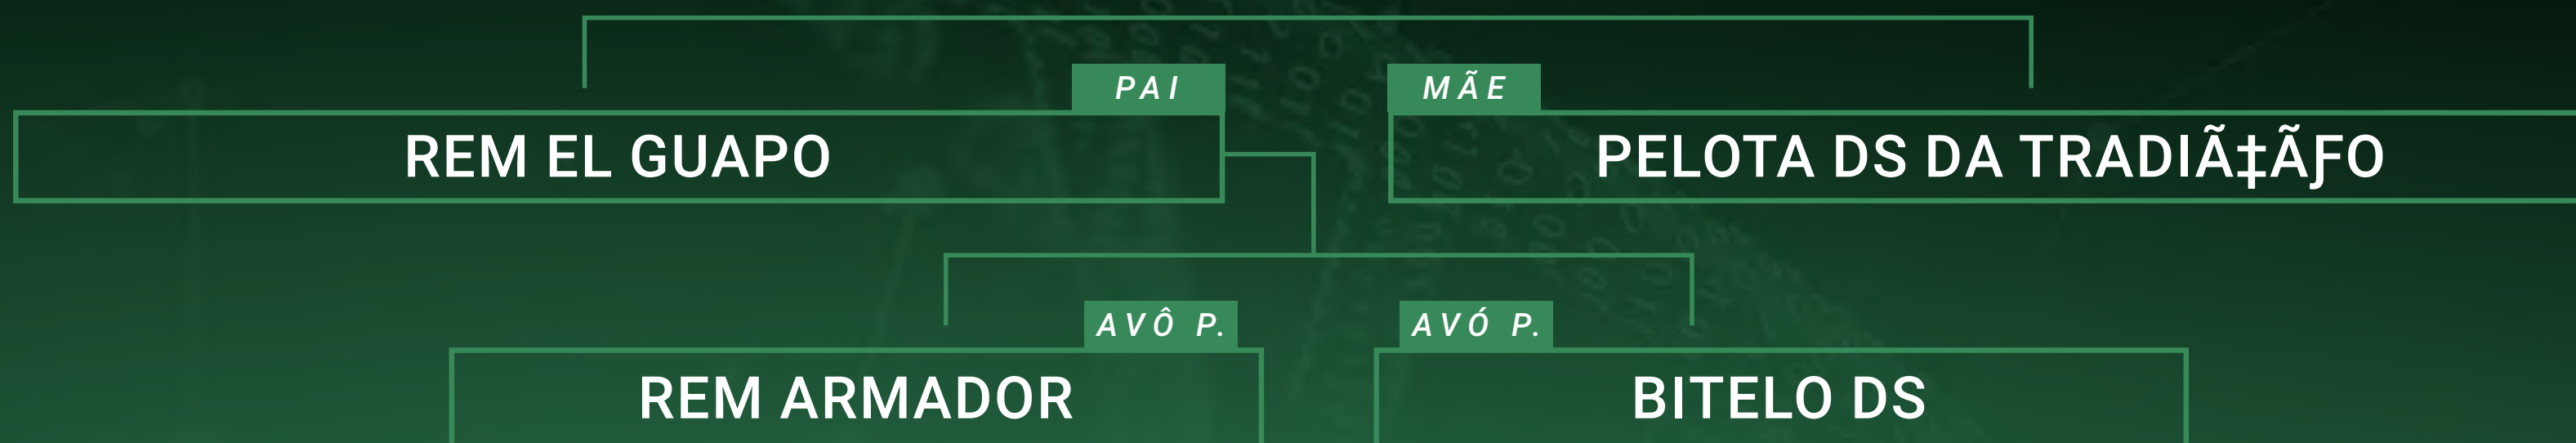 PAI MÃE
REM EL GUAPO PELOTA DS DA TRADIÃ‡ÃƑO
AVÔ P. AVÓ P.
REM ARMADOR BITELO DS